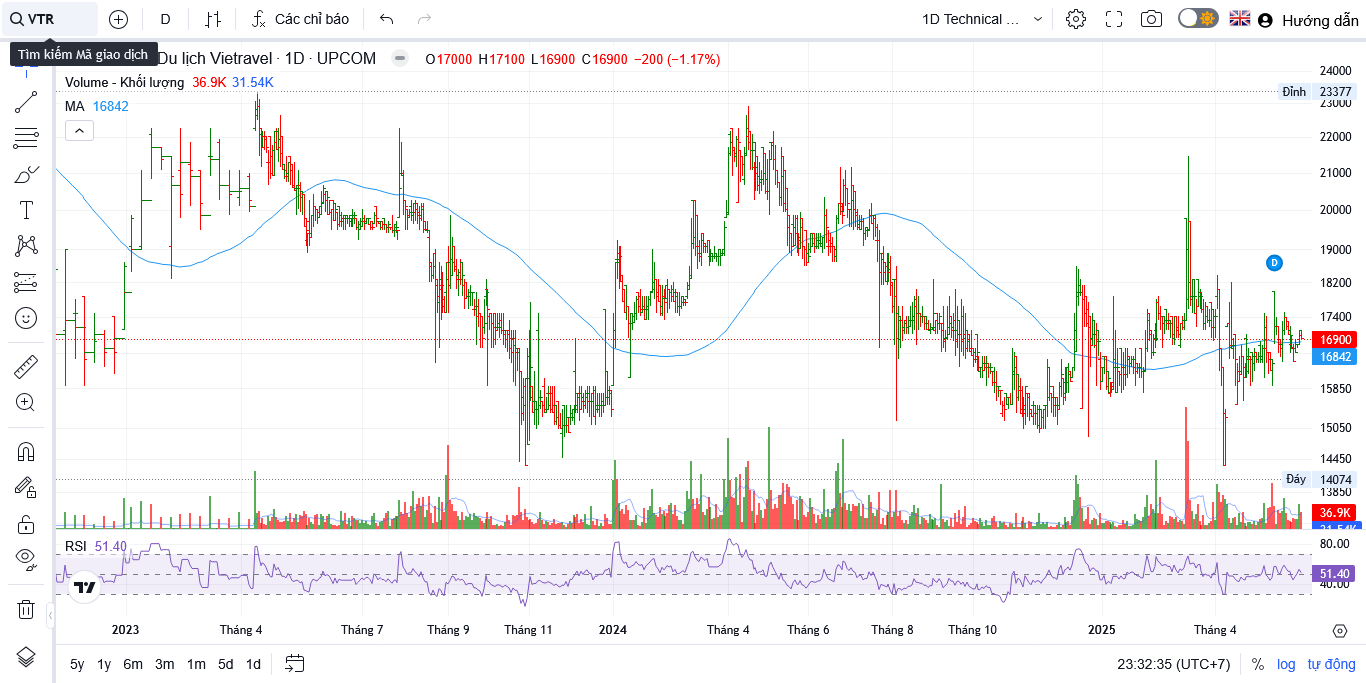 VTR
D
Các chỉ báo
1D Technical ...
Hướng dẫn
Tìm kiếm Mã giao dịch
Du lịch Vietravel · 1D · UPCOM
O17000 H17100 L16900 C16900 −200 (−1.17%)
Volume - Khối lượng 36.9K 31.54K
MA 16842
24000
Đỉnh 23377
23000
22000
21000
20000
19000
D
18200
17400
16900
16842
15850
15050
14450
Đáy 14074
13850
36.9K
31.54K
RSI 51.40
80.00
51.40
40.00
2023 Tháng 4 Tháng 7 Tháng 9 Tháng 11 2024 Tháng 4 Tháng 6 Tháng 8 Tháng 10 2025 Tháng 4
5y 1y 6m 3m 1m 5d 1d
23:32:35 (UTC+7) % log tự động